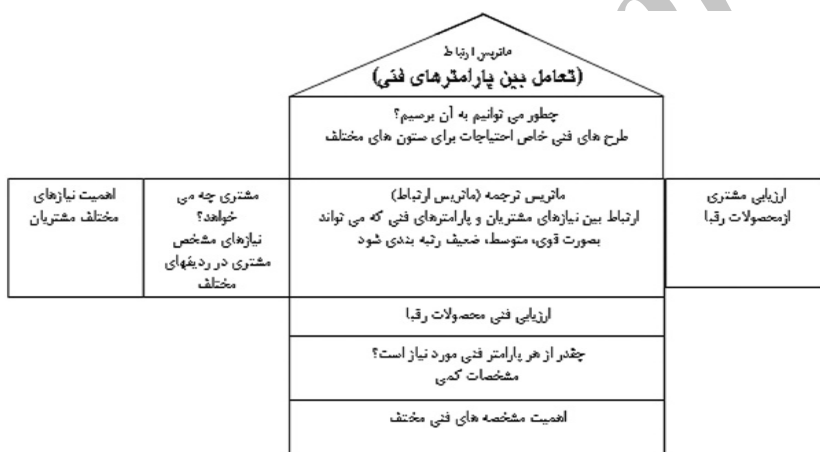 ماتریس ارتباط
(تعامل بین پارامترهای فنی)
چطور می توانیم به آن برسیم؟
طرح های فنی خاص احتیاجات برای ستون های مختلف
ارزیابی مشتری
ازمحصولات رقبا
ماتریس ترجمه (ماتریس ارتباط)
ارتباط بین نیازهای مشتریان و پارامترهای فنی که می تواند
بصورت قوی، متوسط، ضعیف رتبه بندی شود
مشتری چه می
خواهد؟
نیازهای مشخص
مشتری در ردیفهای
مختلف
اهمیت نیازهای
مختلف مشتریان
ارزیابی فنی محصولات رقبا
چقدر از هر پارامتر فنی مورد نیاز است؟
مشخصات کمی
اهمیت مشخصه های فنی مختف